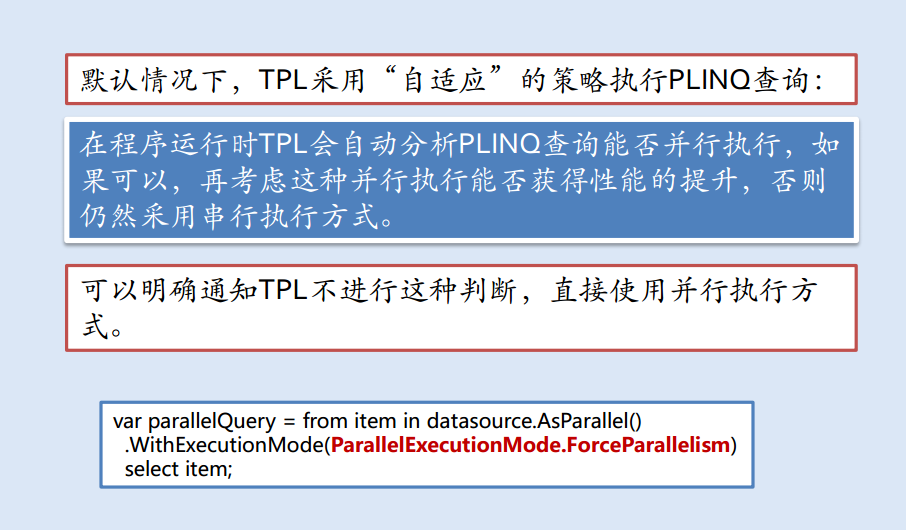 默认情况下，TPL采用“自适应”的策略执行PLINQ查询：
在程序运行时TPL会自动分析PLINQ查询能否并行执行，如
果可以，再考虑这种并行执行能否获得性能的提升，否则
仍然采用串行执行方式。
可以明确通知TPL不进行这种判断，直接使用并行执行方
式。
var parallelQuery = from item in datasource.AsParallel()
.WithExecutionMode(ParallelExecutionMode.ForceParallelism)
select item;